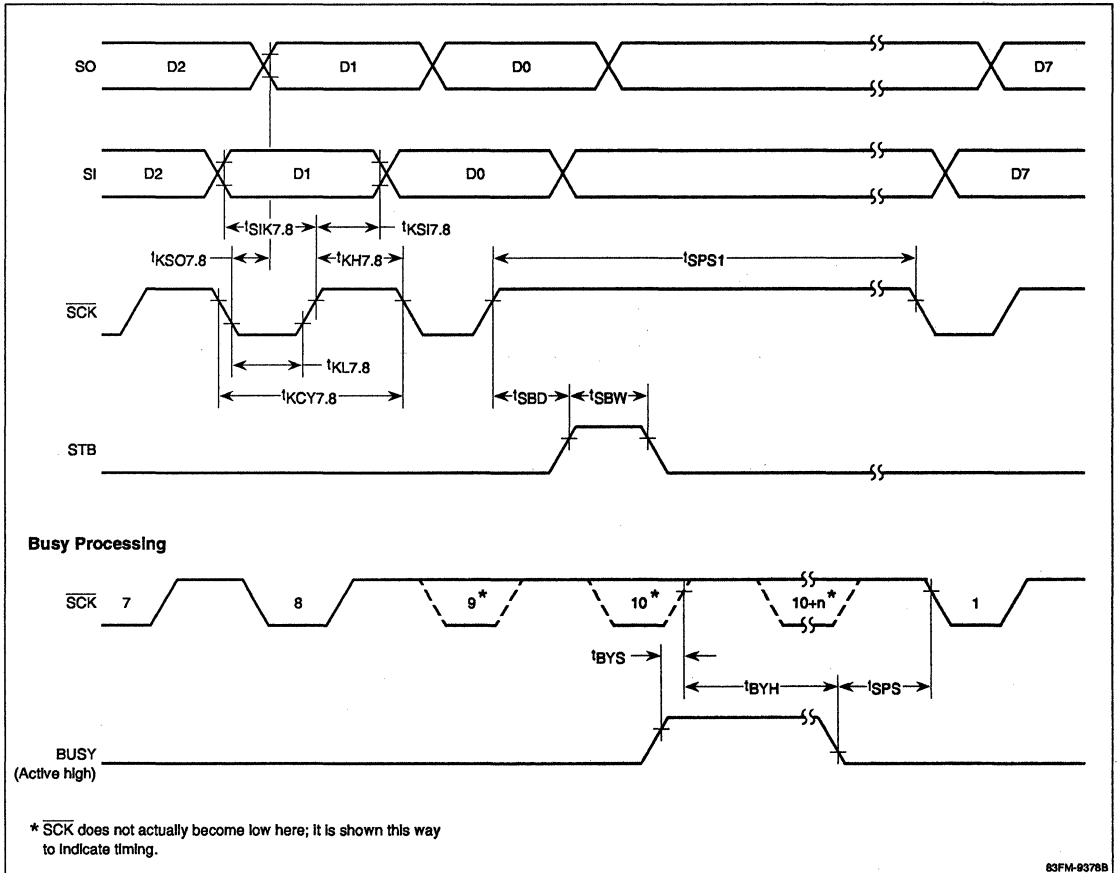 SO D2 D1 D0 D7
SI D2 D1 D0 D7
tSIK7.8 tKSI7.8
tKSO7.8 tKH7.8 tSPS1
SCK
tKL7.8
tKCY7.8 tSBD tSBW
STB
Busy Processing
SCK 7 8 9* 10* 10+n* 1
tBYS
tBYH tSPS
BUSY
(Active high)
* SCK does not actually become low here; it is shown this way
to indicate timing.
83FM-9378B